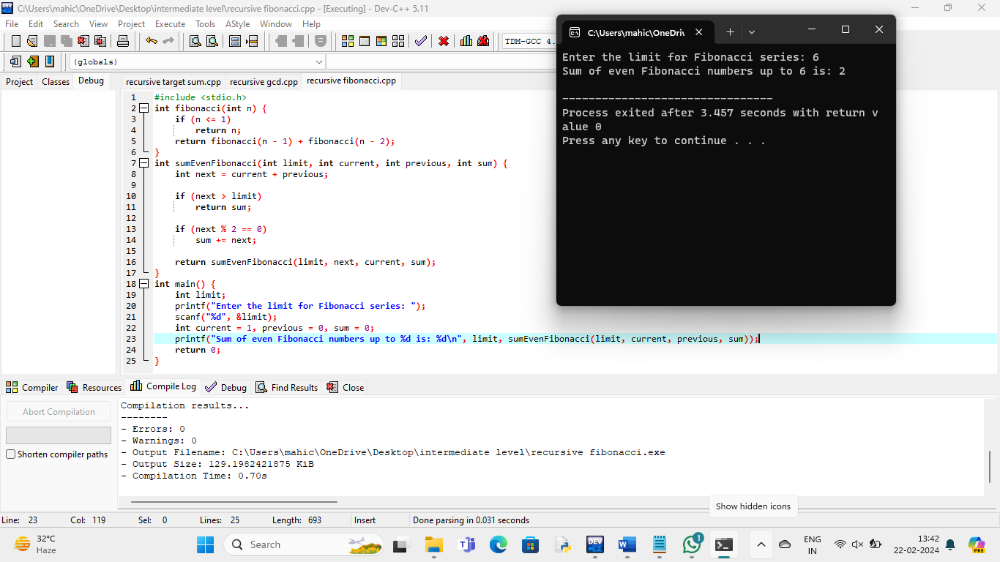 C:\Users\mahic\OneDrive\Desktop\intermediate level\recursive fibonacci.cpp - [Executing] - Dev-C++ 5.11
File Edit Search View Project Execute Tools AStyle Window Help
TDM-GCC 4.
(globals)
Project Classes Debug
recursive target sum.cpp recursive gcd.cpp recursive fibonacci.cpp
1 #include <stdio.h>
2 int fibonacci(int n) {
3 if (n <= 1)
4 return n;
5 return fibonacci(n - 1) + fibonacci(n - 2);
6 }
7 int sumEvenFibonacci(int limit, int current, int previous, int sum) {
8 int next = current + previous;
9
10 if (next > limit)
11 return sum;
12
13 if (next % 2 == 0)
14 sum += next;
15
16 return sumEvenFibonacci(limit, next, current, sum);
17 }
18 int main() {
19 int limit;
20 printf("Enter the limit for Fibonacci series: ");
21 scanf("%d", &limit);
22 int current = 1, previous = 0, sum = 0;
23 printf("Sum of even Fibonacci numbers up to %d is: %d\n", limit, sumEvenFibonacci(limit, current, previous, sum));
24 return 0;
25 }
C:\Users\mahic\OneDri
Enter the limit for Fibonacci series: 6
Sum of even Fibonacci numbers up to 6 is: 2
--------------------------------
Process exited after 3.457 seconds with return v
alue 0
Press any key to continue . . .
Compiler Resources Compile Log Debug Find Results Close
Abort Compilation
Shorten compiler paths
Compilation results...
--------
- Errors: 0
- Warnings: 0
- Output Filename: C:\Users\mahic\OneDrive\Desktop\intermediate level\recursive fibonacci.exe
- Output Size: 129.1982421875 KiB
- Compilation Time: 0.70s
Show hidden icons
Line: 23 Col: 119 Sel: 0 Lines: 25 Length: 693 Insert Done parsing in 0.031 seconds
32°C
Haze
Search
DEV
1
ENG
IN
13:42
22-02-2024
PRE